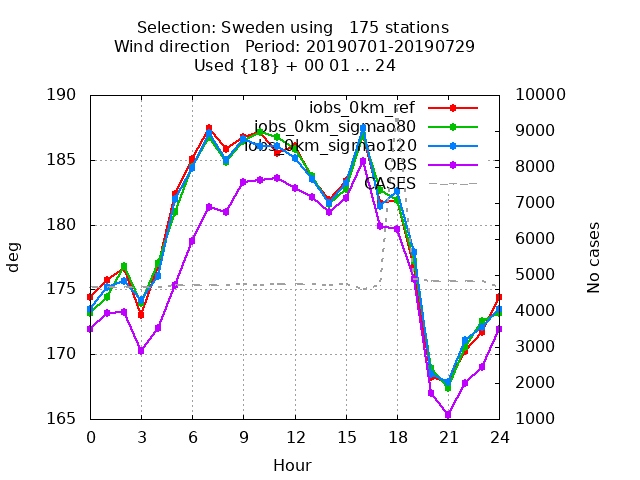 Selection: Sweden using   175 stations
Wind direction   Period: 20190701-20190729
Used {18} + 00 01 ... 24
190
185
180
175
170
165
10000
9000
8000
7000
6000
5000
4000
3000
2000
1000
iobs_0km_ref
iobs_0km_sigmao80
iobs_0km_sigmao120
OBS
CASES
deg
No cases
0
3
6
9
12
15
18
21
24
Hour